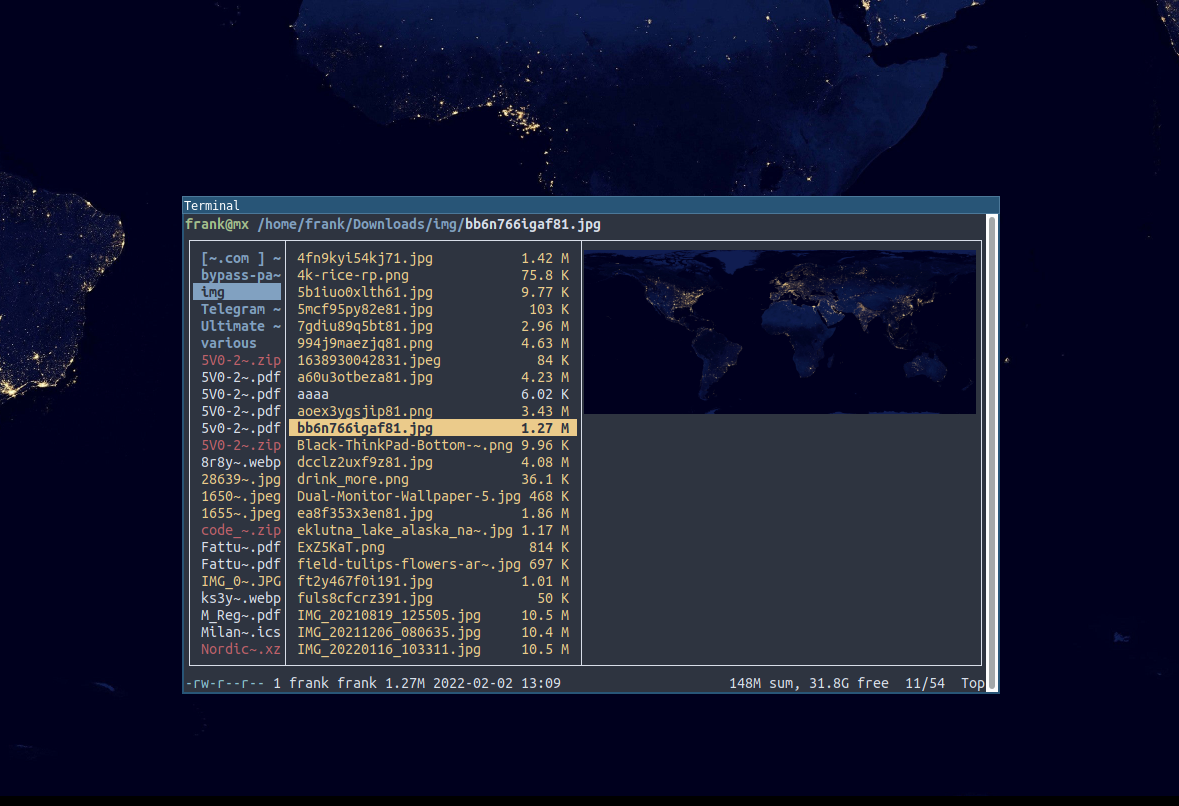 Terminal
frank@mx /home/frank/Downloads/img/bb6n766igaf81.jpg
[~.com ] ~ 4fn9kyi54kj71.jpg 1.42 M
bypass-pa~ 4k-rice-rp.png 75.8 K
img 5b1iuo0xlth61.jpg 9.77 K
Telegram ~ 5mcf95py82e81.jpg 103 K
Ultimate ~ 7gdiu89q5bt81.jpg 2.96 M
various 994j9maezjq81.png 4.63 M
5V0-2~.zip 1638930042831.jpeg 84 K
5V0-2~.pdf a60u3otbeza81.jpg 4.23 M
5V0-2~.pdf aaaa 6.02 K
5V0-2~.pdf aoex3ygsjip81.png 3.43 M
5v0-2~.pdf bb6n766igaf81.jpg 1.27 M
5V0-2~.zip Black-ThinkPad-Bottom-~.png 9.96 K
8r8y~.webp dcclz2uxf9z81.jpg 4.08 M
28639~.jpg drink_more.png 36.1 K
1650~.jpeg Dual-Monitor-Wallpaper-5.jpg 468 K
1655~.jpeg ea8f353x3en81.jpg 1.86 M
code_~.zip eklutna_lake_alaska_na~.jpg 1.17 M
Fattu~.pdf ExZ5KaT.png 814 K
Fattu~.pdf field-tulips-flowers-ar~.jpg 697 K
IMG_0~.JPG ft2y467f0i191.jpg 1.01 M
ks3y~.webp fuls8cfcrz391.jpg 50 K
M_Reg~.pdf IMG_20210819_125505.jpg 10.5 M
Milan~.ics IMG_20211206_080635.jpg 10.4 M
Nordic~.xz IMG_20220116_103311.jpg 10.5 M
-rw-r--r-- 1 frank frank 1.27M 2022-02-02 13:09 148M sum, 31.8G free 11/54 Top